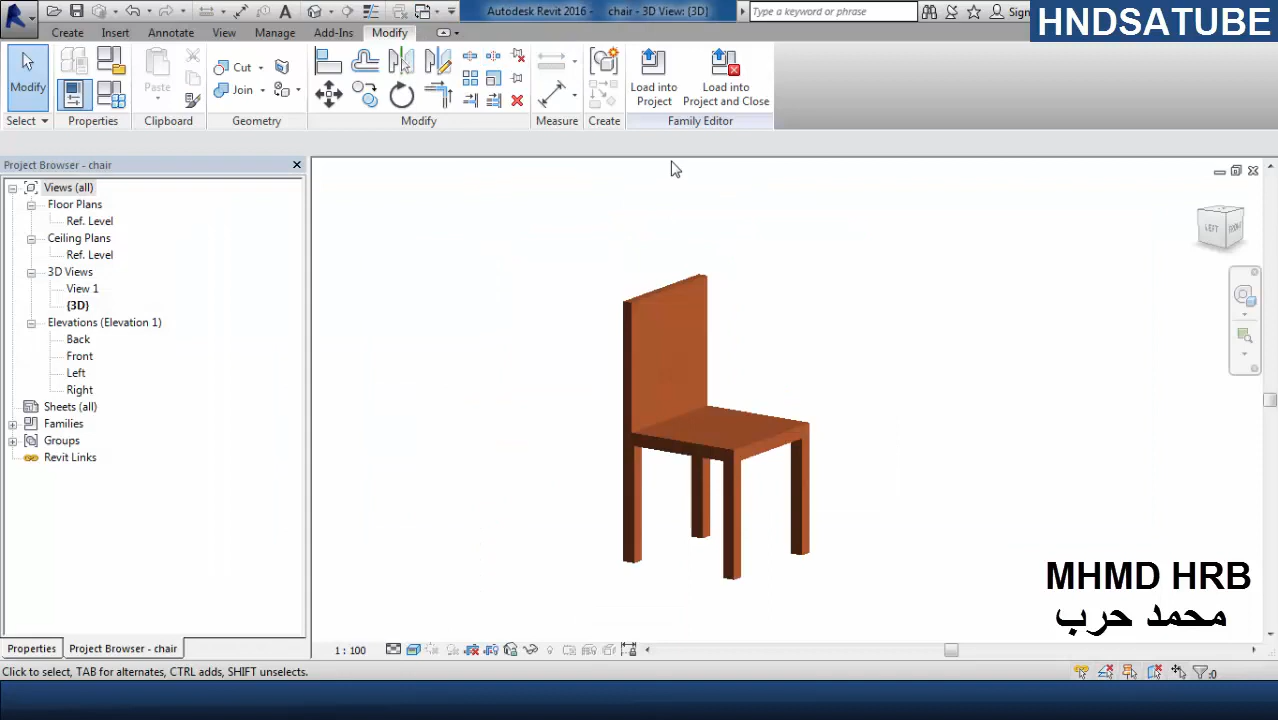 Autodesk Revit 2016 - chair - 3D View: {3D}
Type a keyword or phrase
Sign
HNDSATUBE
Create
Insert
Annotate
View
Manage
Add-Ins
Modify
Modify
Paste
Cut
Join
Load into
Project
Load into
Project and Close
Select
Properties
Clipboard
Geometry
Modify
Measure
Create
Family Editor
Project Browser - chair
Views (all)
Floor Plans
Ref. Level
Ceiling Plans
Ref. Level
3D Views
View 1
{3D}
Elevations (Elevation 1)
Back
Front
Left
Right
Sheets (all)
Families
Groups
Revit Links
LEFT
FRONT
MHMD HRB
محمد حرب
Properties
Project Browser - chair
1 : 100
Click to select, TAB for alternates, CTRL adds, SHIFT unselects.
:0